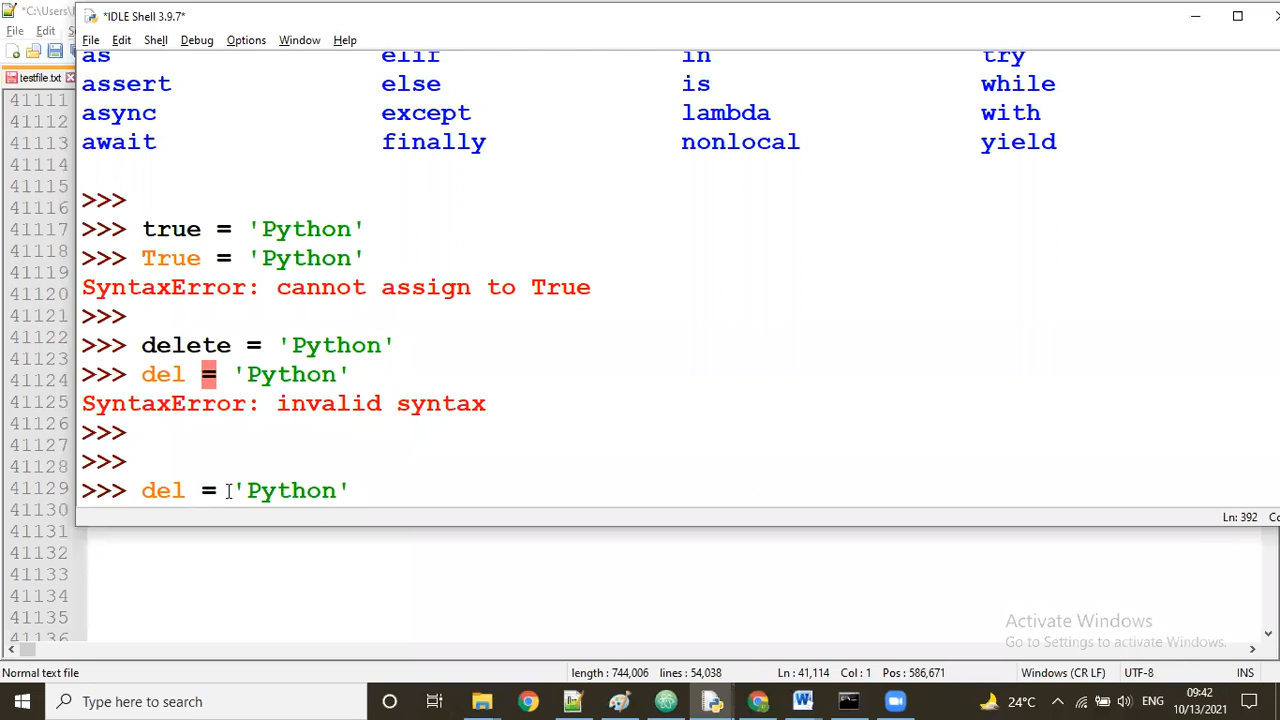 *C:\Users\
*IDLE Shell 3.9.7*
File Edit
File Edit Shell Debug Options Window Help
testfile.txt
as elif in try
assert else is while
async except lambda with
await finally nonlocal yield
>>>
>>> true = 'Python'
>>> True = 'Python'
SyntaxError: cannot assign to True
>>>
>>> delete = 'Python'
>>> del = 'Python'
SyntaxError: invalid syntax
>>>
>>>
>>> del = 'Python'
Ln: 392
41111
41112
41113
41114
41115
41116
41117
41118
41119
41120
41121
41122
41123
41124
41125
41126
41127
41128
41129
41130
41131
41132
41133
41134
41135
41136
Activate Windows
Go to Settings to activate Windows.
Normal text file length : 744,006 lines : 54,038 Ln : 41,114 Col : 1 Pos : 586,671 Windows (CR LF) UTF-8 INS
Type here to search 24°C ENG 09:42
10/13/2021